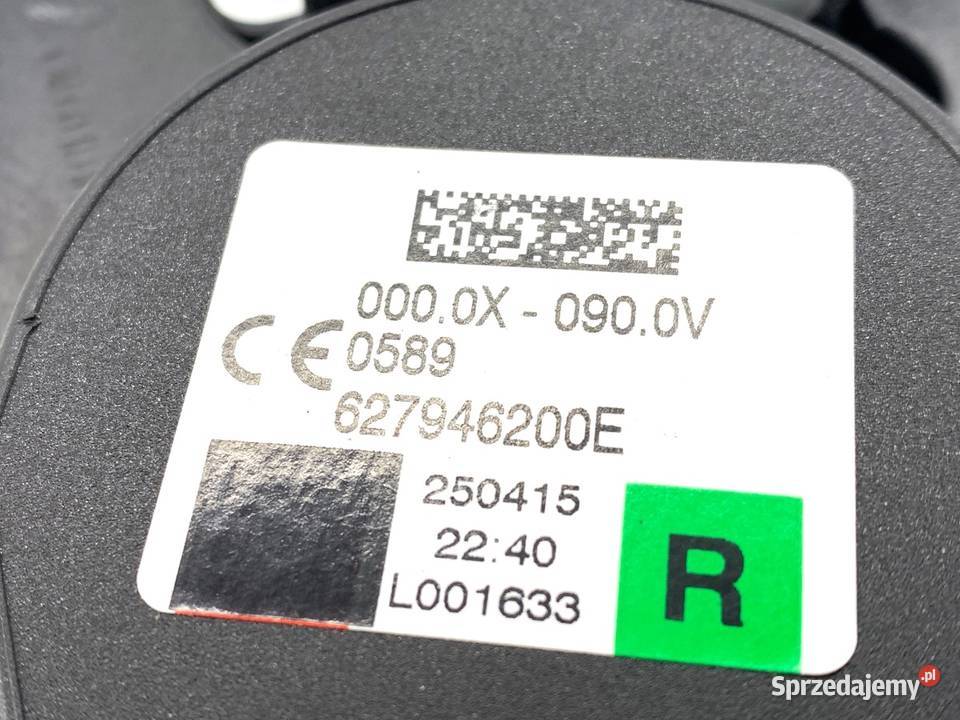 000.0X - 090.0V
CE 0589
627946200E
250415
22:40
L001633
R
Sprzedajemy.pl